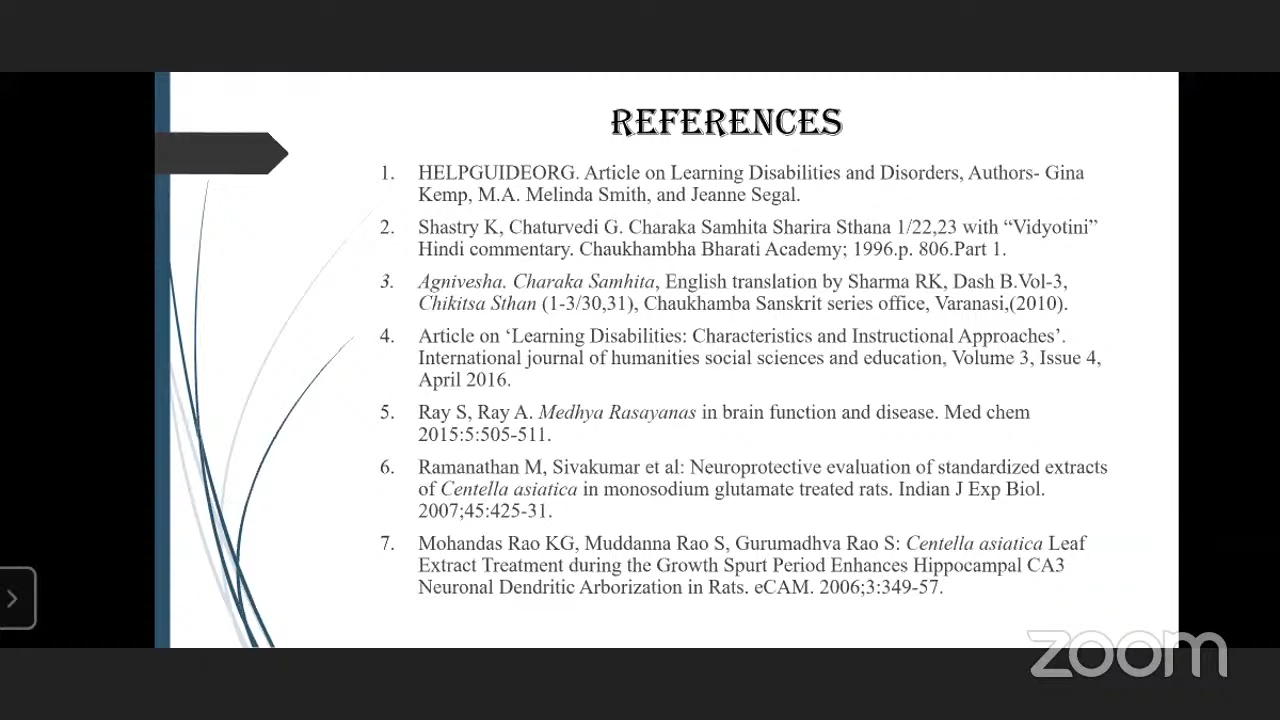 REFERENCES
1. HELPGUIDEORG. Article on Learning Disabilities and Disorders, Authors- Gina
Kemp, M.A. Melinda Smith, and Jeanne Segal.
2. Shastry K, Chaturvedi G. Charaka Samhita Sharira Sthana 1/22,23 with “Vidyotini”
Hindi commentary. Chaukhambha Bharati Academy; 1996.p. 806.Part 1.
3. Agnivesha. Charaka Samhita, English translation by Sharma RK, Dash B.Vol-3,
Chikitsa Sthan (1-3/30,31), Chaukhamba Sanskrit series office, Varanasi,(2010).
4. Article on ‘Learning Disabilities: Characteristics and Instructional Approaches’.
International journal of humanities social sciences and education, Volume 3, Issue 4,
April 2016.
5. Ray S, Ray A. Medhya Rasayanas in brain function and disease. Med chem
2015:5:505-511.
6. Ramanathan M, Sivakumar et al: Neuroprotective evaluation of standardized extracts
of Centella asiatica in monosodium glutamate treated rats. Indian J Exp Biol.
2007;45:425-31.
7. Mohandas Rao KG, Muddanna Rao S, Gurumadhva Rao S: Centella asiatica Leaf
Extract Treatment during the Growth Spurt Period Enhances Hippocampal CA3
Neuronal Dendritic Arborization in Rats. eCAM. 2006;3:349-57.
zoom